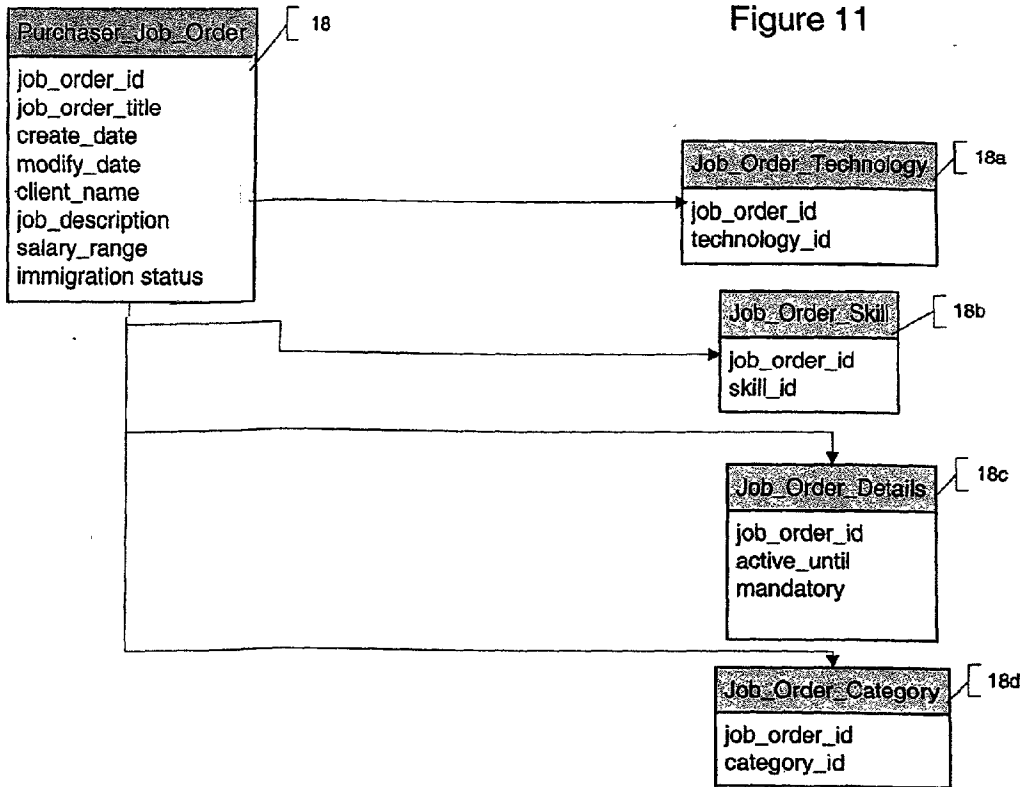 Figure 11
Purchaser_Job_Order
18
job_order_id
job_order_title
create_date
modify_date
client_name
job_description
salary_range
immigration status
Job_Order_Technology
18a
job_order_id
technology_id
Job_Order_Skill
18b
job_order_id
skill_id
Job_Order_Details
18c
job_order_id
active_until
mandatory
Job_Order_Category
18d
job_order_id
category_id